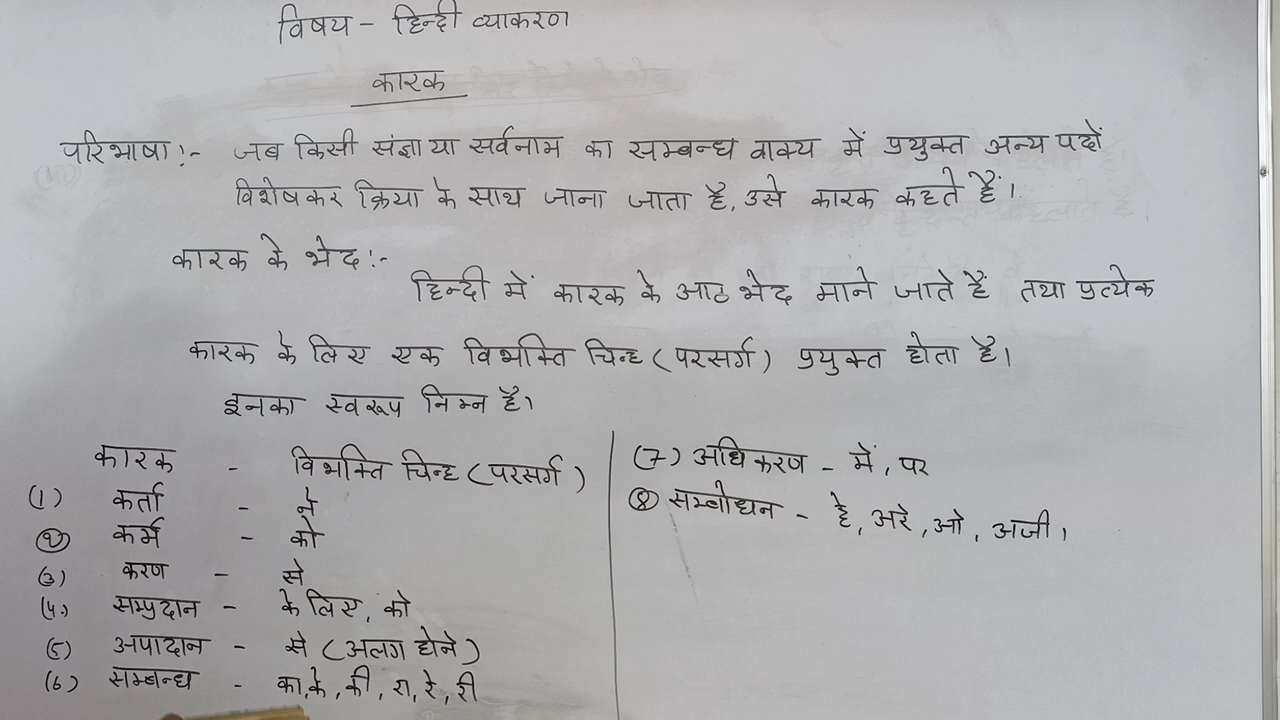 विषय - हिन्दी व्याकरण
कारक
परिभाषा :- जब किसी संज्ञा या सर्वनाम का सम्बन्ध वाक्य में प्रयुक्त अन्य पदों
विशेषकर क्रिया के साथ जाना जाता है, उसे कारक कहते हैं।
कारक के भेद :-
हिन्दी में कारक के आठ भेद माने जाते हैं तथा प्रत्येक
कारक के लिए एक विभक्ति चिन्ह (परसर्ग) प्रयुक्त होता है।
इनका स्वरूप निम्न है।
कारक - विभक्ति चिन्ह (परसर्ग)
(1) कर्ता - ने
(2) कर्म - को
(3) करण - से
(4) सम्प्रदान - के लिए, को
(5) अपादान - से (अलग होने)
(6) सम्बन्ध - का, के, की, रा, रे, री
(7) अधिकरण - में, पर
(8) सम्बोधन - हे, अरे, ओ, अजी।